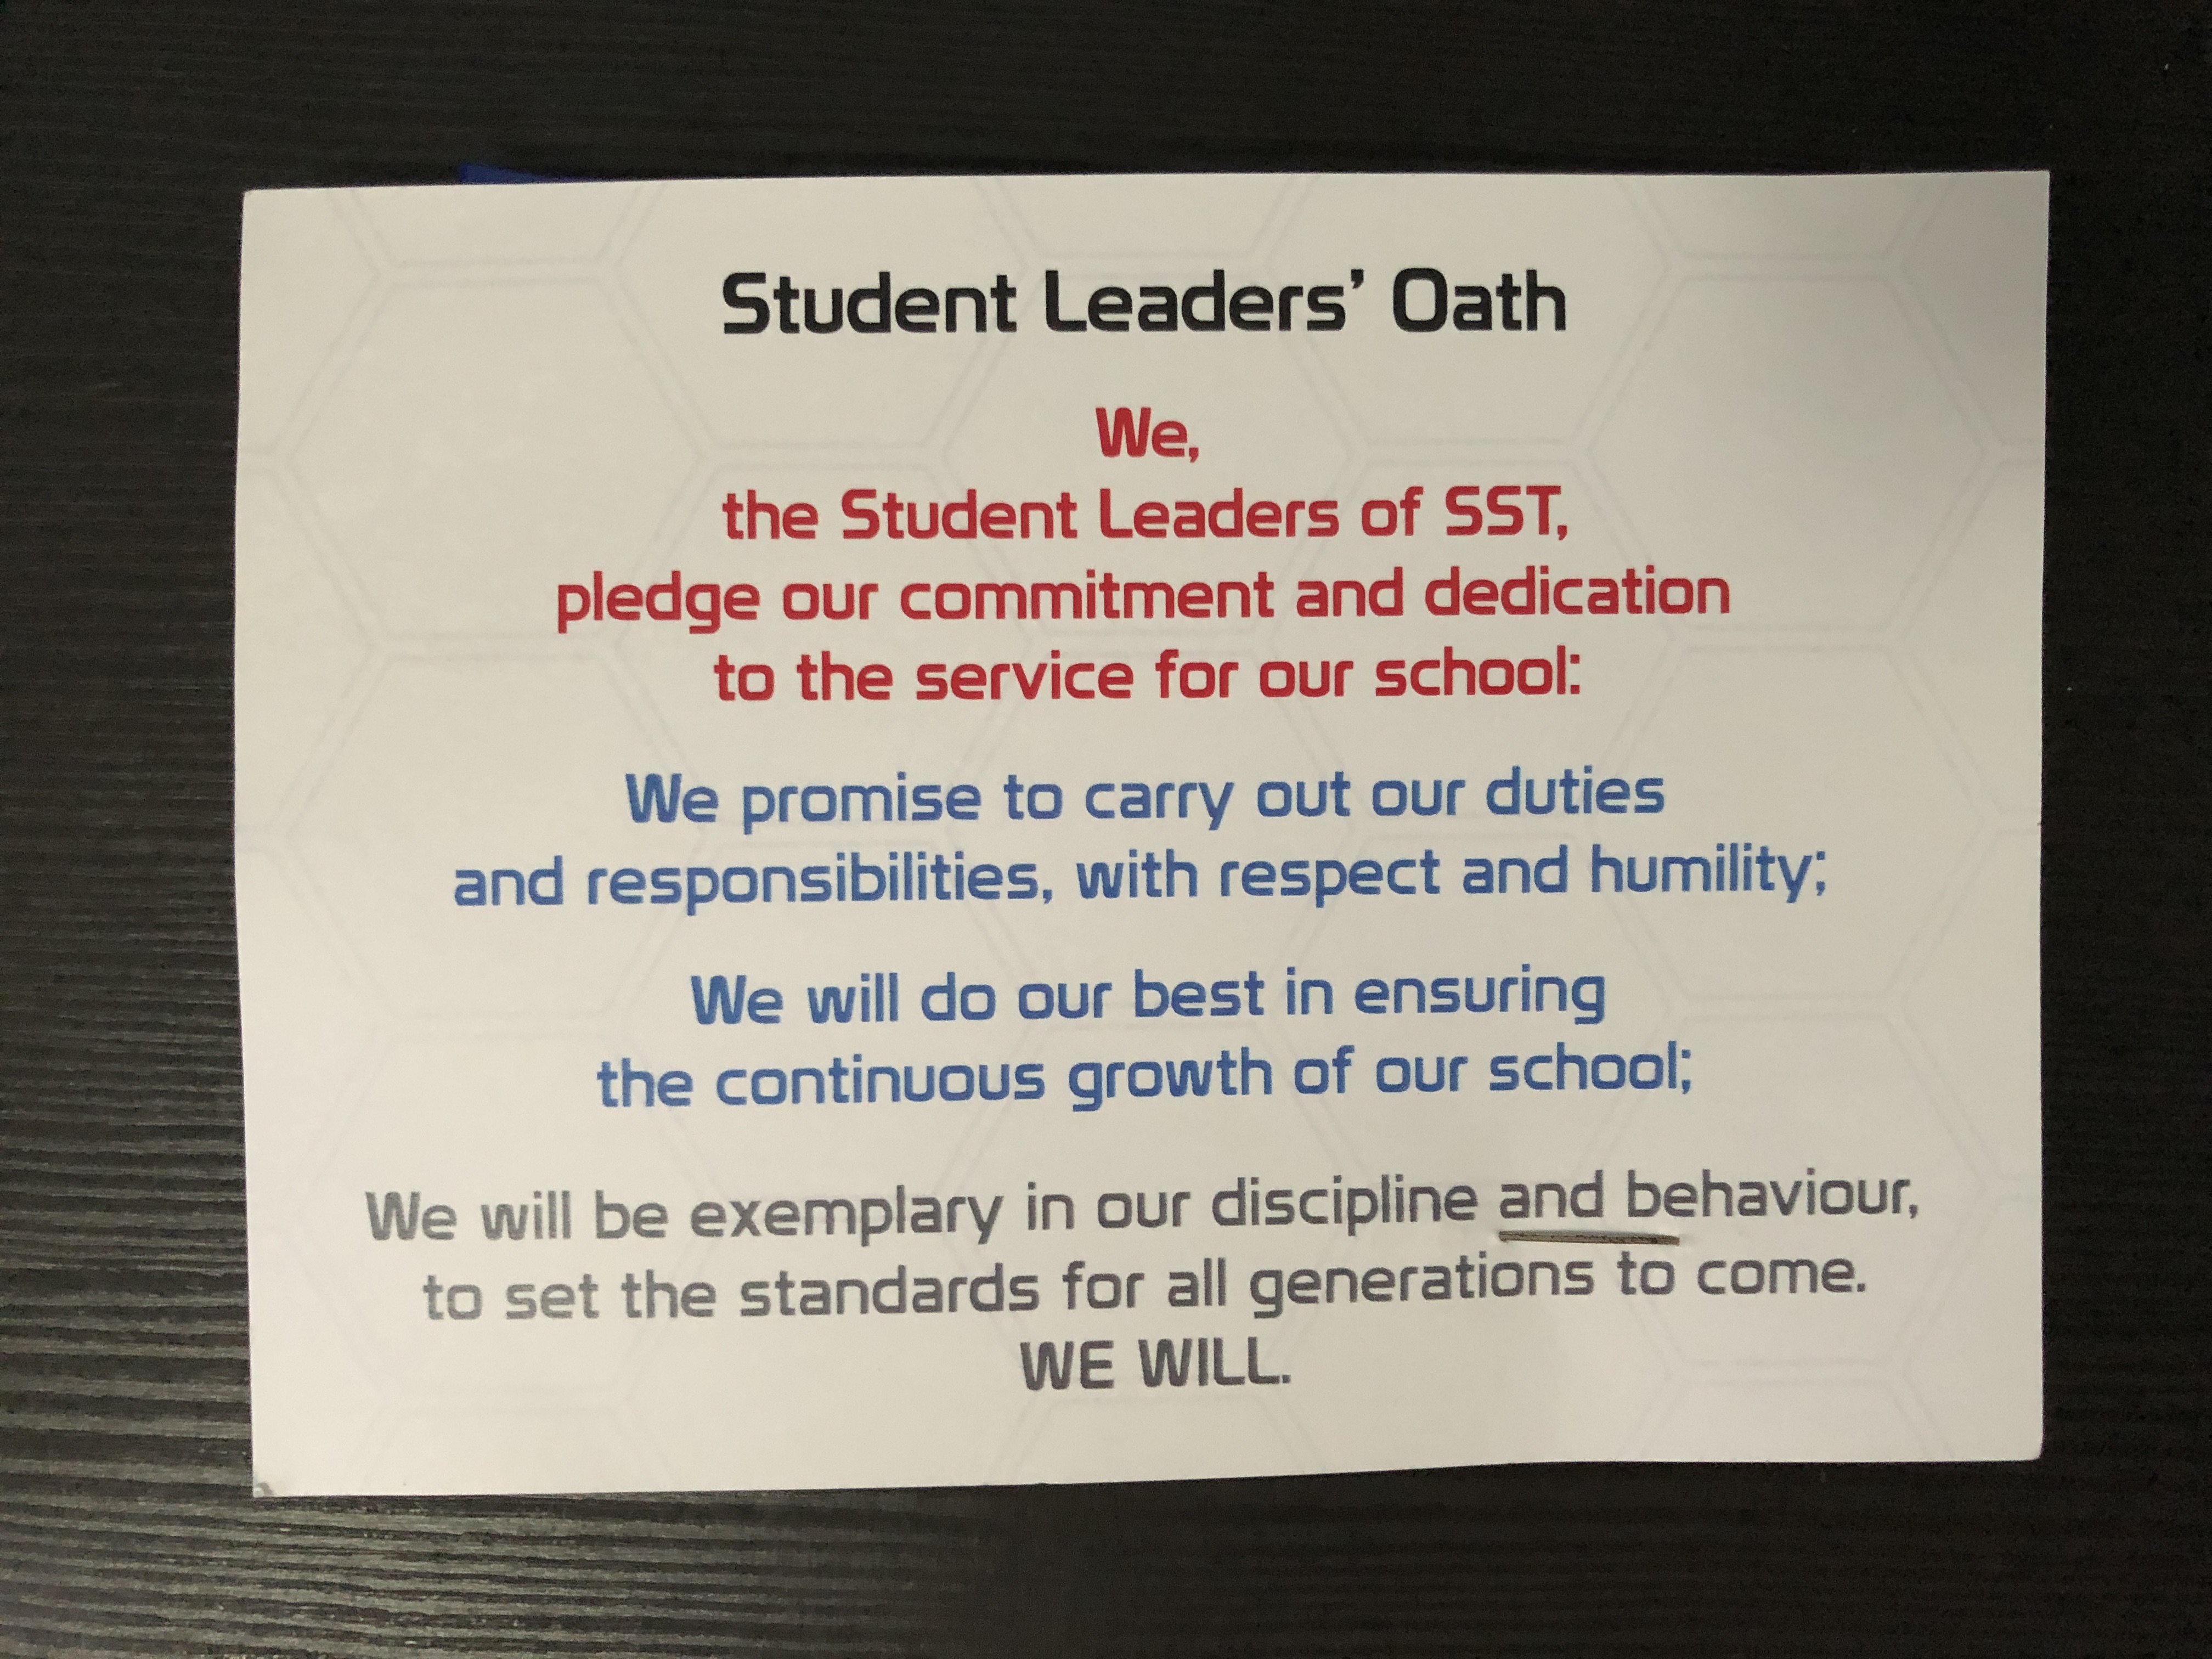 Student Leaders’ Oath
We,
the Student Leaders of SST,
pledge our commitment and dedication
to the service for our school:
We promise to carry out our duties
and responsibilities, with respect and humility;
We will do our best in ensuring
the continuous growth of our school;
We will be exemplary in our discipline and behaviour,
to set the standards for all generations to come.
WE WILL.